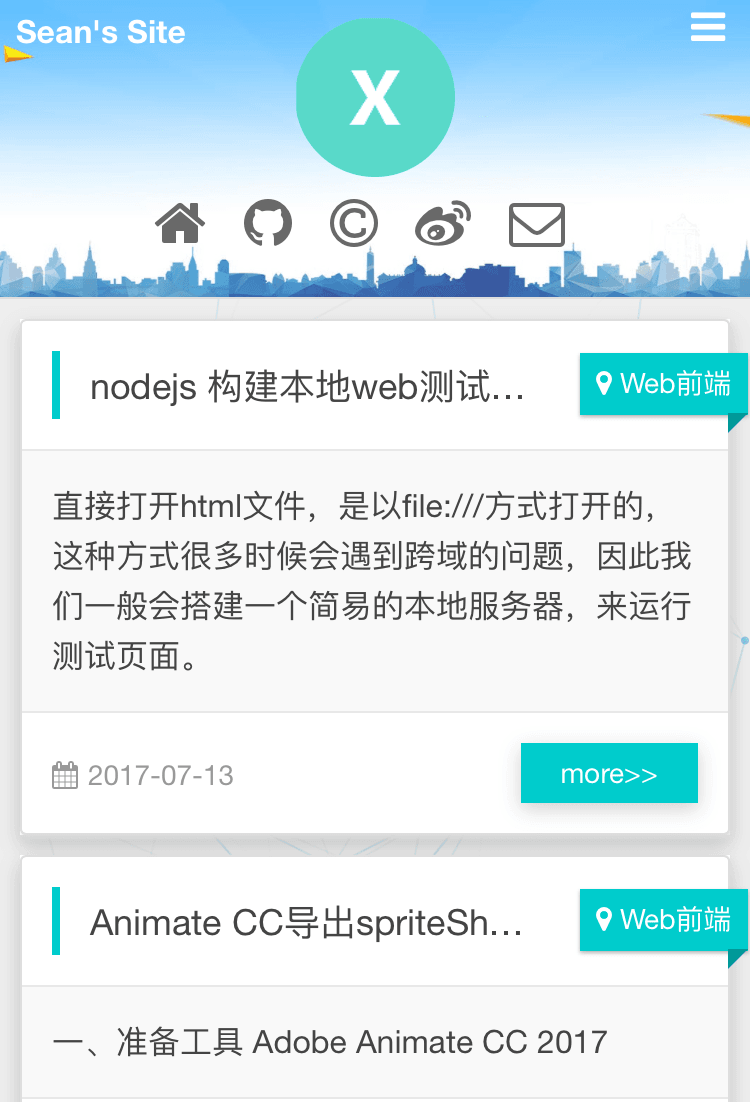 Sean's Site
X
nodejs 构建本地web测试...
Web前端
直接打开html文件，是以file:///方式打开的，
这种方式很多时候会遇到跨域的问题，因此我
们一般会搭建一个简易的本地服务器，来运行
测试页面。
2017-07-13
more>>
Animate CC导出spriteSh...
Web前端
一、准备工具 Adobe Animate CC 2017